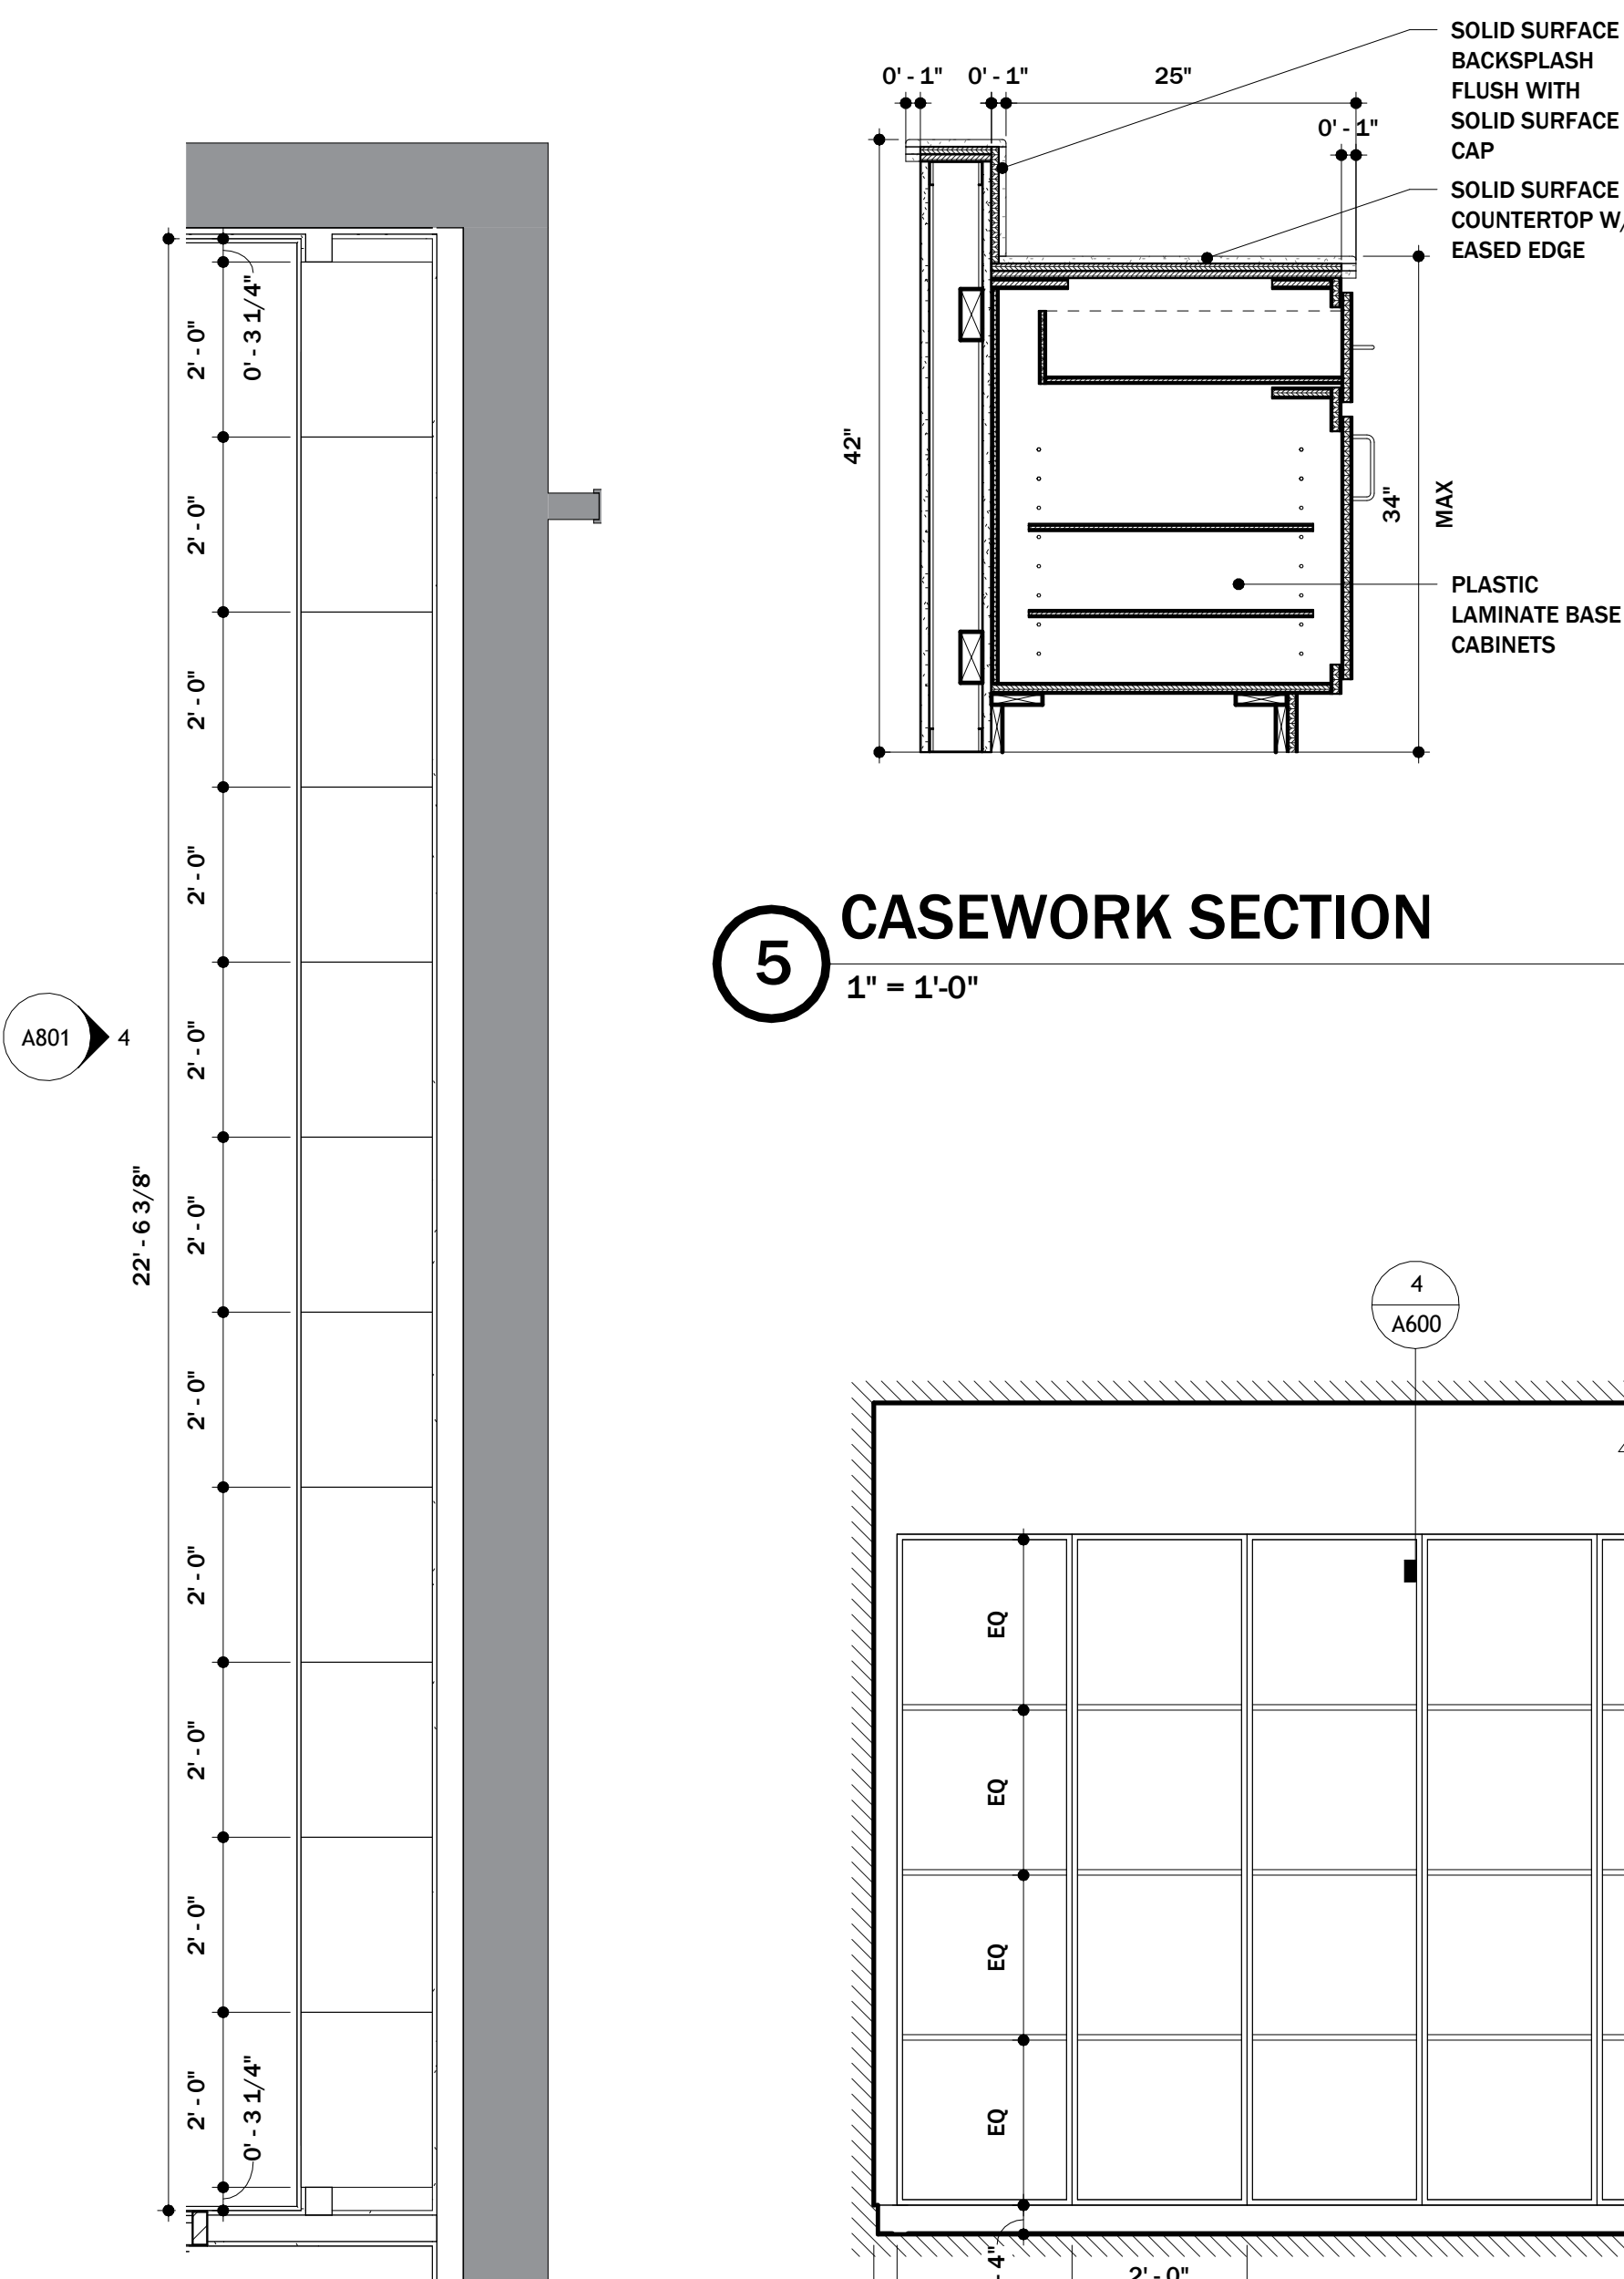 0' - 1" 0' - 1" 25"
0' - 1"
SOLID SURFACE
BACKSPLASH
FLUSH WITH
SOLID SURFACE
CAP
SOLID SURFACE
COUNTERTOP W/
EASED EDGE
42"
34"
MAX
PLASTIC
LAMINATE BASE
CABINETS
5
CASEWORK SECTION
1" = 1'-0"
0' - 3 1/4"
2' - 0"
2' - 0"
2' - 0"
2' - 0"
2' - 0"
2' - 0"
2' - 0"
2' - 0"
2' - 0"
2' - 0"
2' - 0"
0' - 3 1/4"
22' - 6 3/8"
A801
4
4
A600
EQ
EQ
EQ
EQ
- 4"
2' - 0"